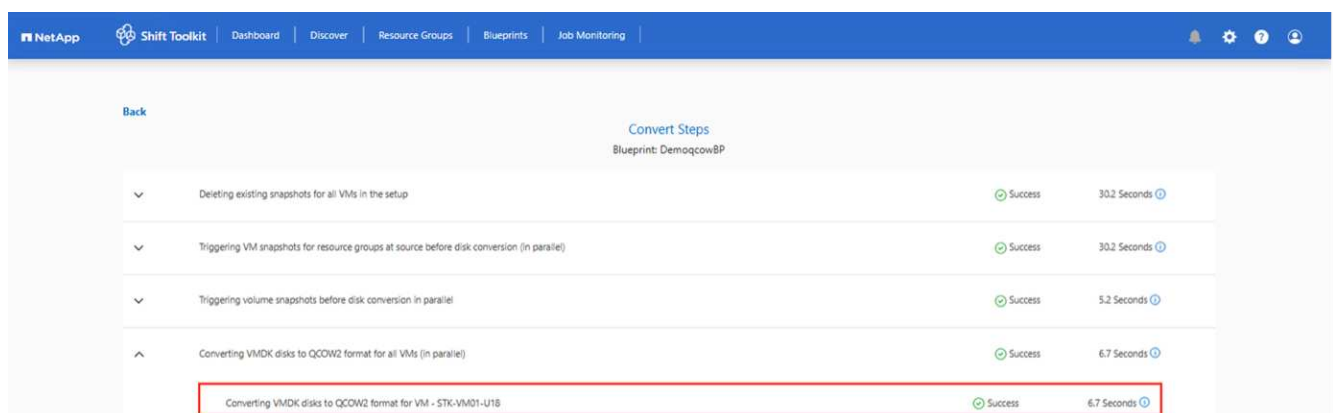 NetApp Shift Toolkit Dashboard Discover Resource Groups Blueprints Job Monitoring
Back
Convert Steps
Blueprint: DemoqcowBP
Deleting existing snapshots for all VMs in the setup Success 30.2 Seconds
Triggering VM snapshots for resource groups at source before disk conversion (in parallel) Success 30.2 Seconds
Triggering volume snapshots before disk conversion in parallel Success 5.2 Seconds
Converting VMDK disks to QCOW2 format for all VMs (in parallel) Success 6.7 Seconds
Converting VMDK disks to QCOW2 format for VM - STK-VM01-U18 Success 6.7 Seconds